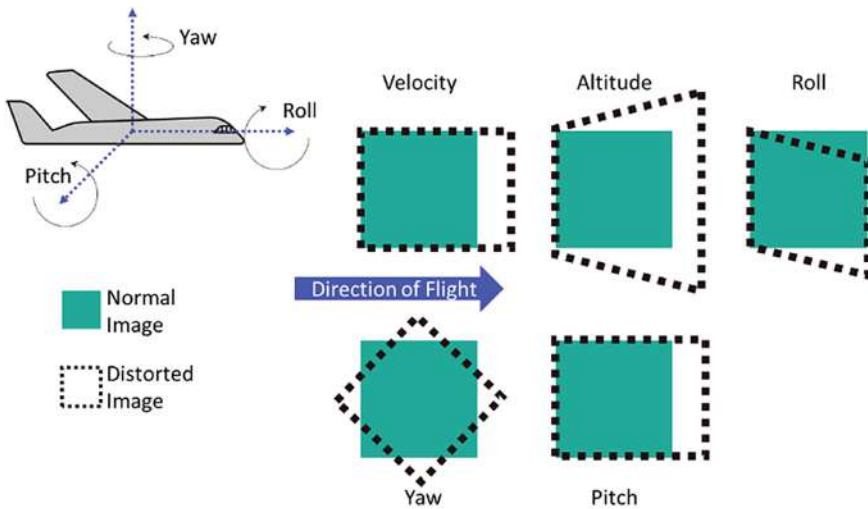 Yaw
Roll
Pitch
Velocity
Altitude
Roll
Direction of Flight
Normal
Image
Distorted
Image
Yaw
Pitch